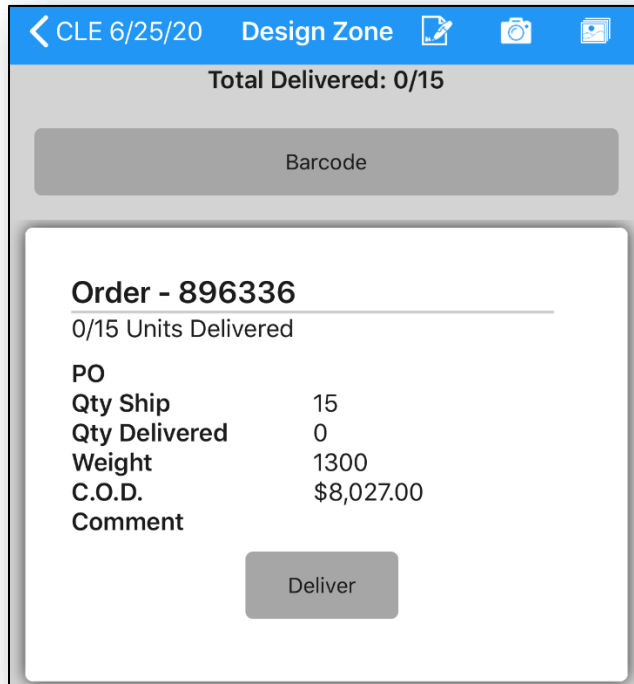 CLE 6/25/20 Design Zone
Total Delivered: 0/15
Barcode
Order - 896336
0/15 Units Delivered
PO
Qty Ship 15
Qty Delivered 0
Weight 1300
C.O.D. $8,027.00
Comment
Deliver